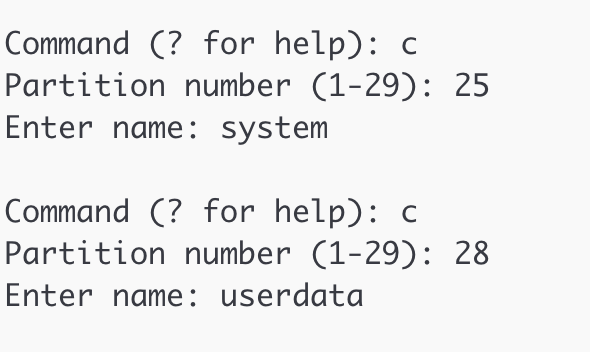 Command (? for help): c
Partition number (1-29): 25
Enter name: system
Command (? for help): c
Partition number (1-29): 28
Enter name: userdata